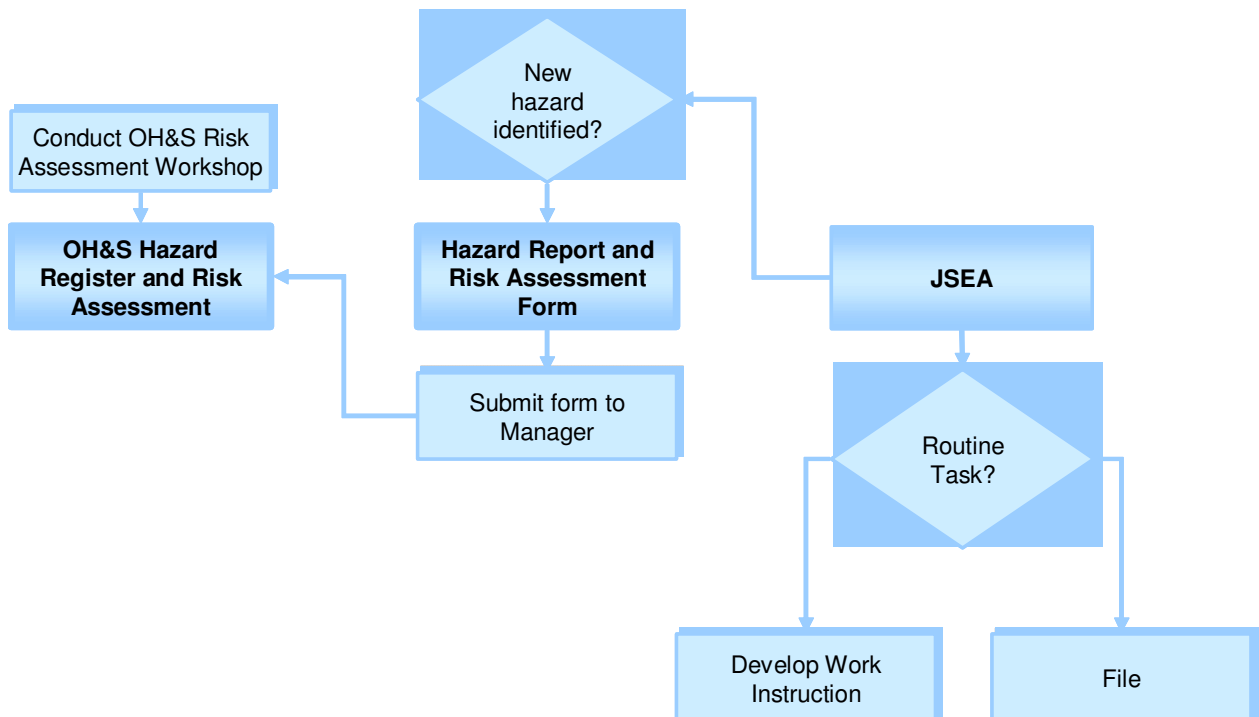 New
hazard
identified?
Conduct OH&S Risk
Assessment Workshop
OH&S Hazard
Register and Risk
Assessment
Hazard Report and
Risk Assessment
Form
JSEA
Submit form to
Manager
Routine
Task?
Develop Work
Instruction
File